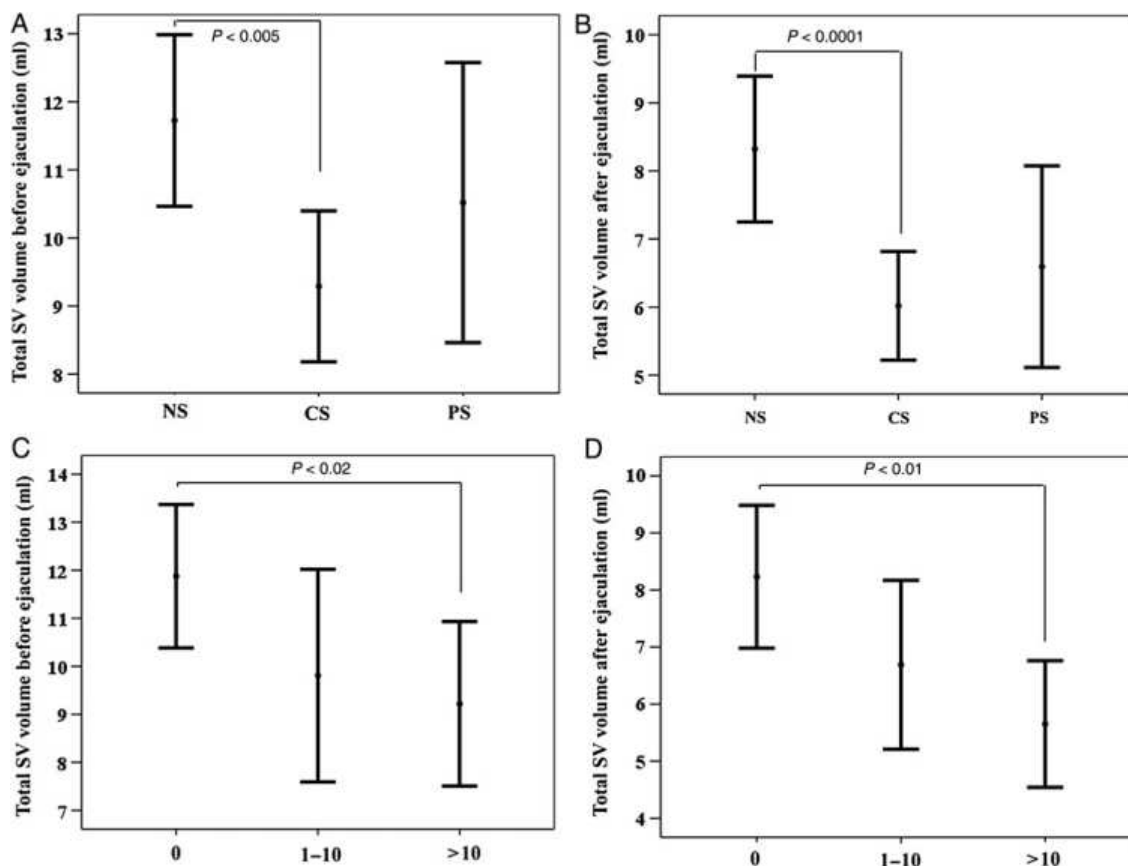 A
Total SV volume before ejaculation (ml)
13
12
11
10
9
8
P < 0.005
NS CS PS
B
Total SV volume after ejaculation (ml)
10
9
8
7
6
5
P < 0.0001
NS CS PS
C
Total SV volume before ejaculation (ml)
14
13
12
11
10
9
8
7
P < 0.02
0 1–10 >10
D
Total SV volume after ejaculation (ml)
10
9
8
7
6
5
4
P < 0.01
0 1–10 >10